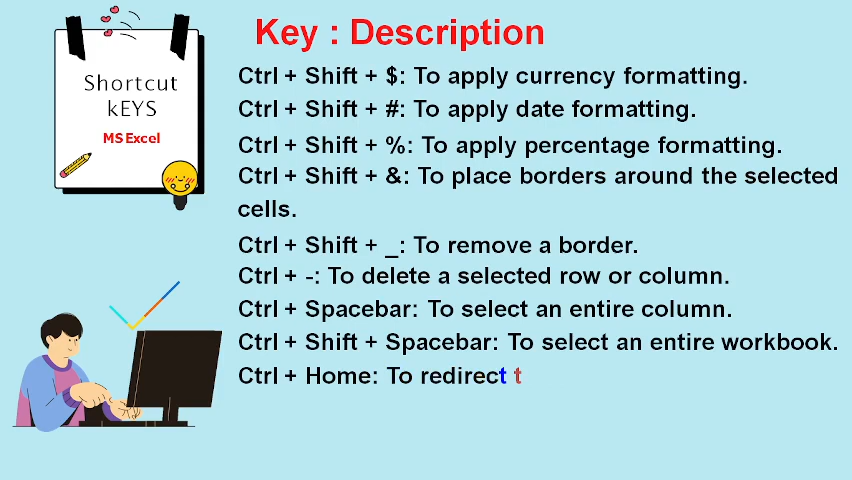 Shortcut
kEYS
MS Excel
Key : Description
Ctrl + Shift + $: To apply currency formatting.
Ctrl + Shift + #: To apply date formatting.
Ctrl + Shift + %: To apply percentage formatting.
Ctrl + Shift + &: To place borders around the selected
cells.
Ctrl + Shift + _: To remove a border.
Ctrl + -: To delete a selected row or column.
Ctrl + Spacebar: To select an entire column.
Ctrl + Shift + Spacebar: To select an entire workbook.
Ctrl + Home: To redirect t